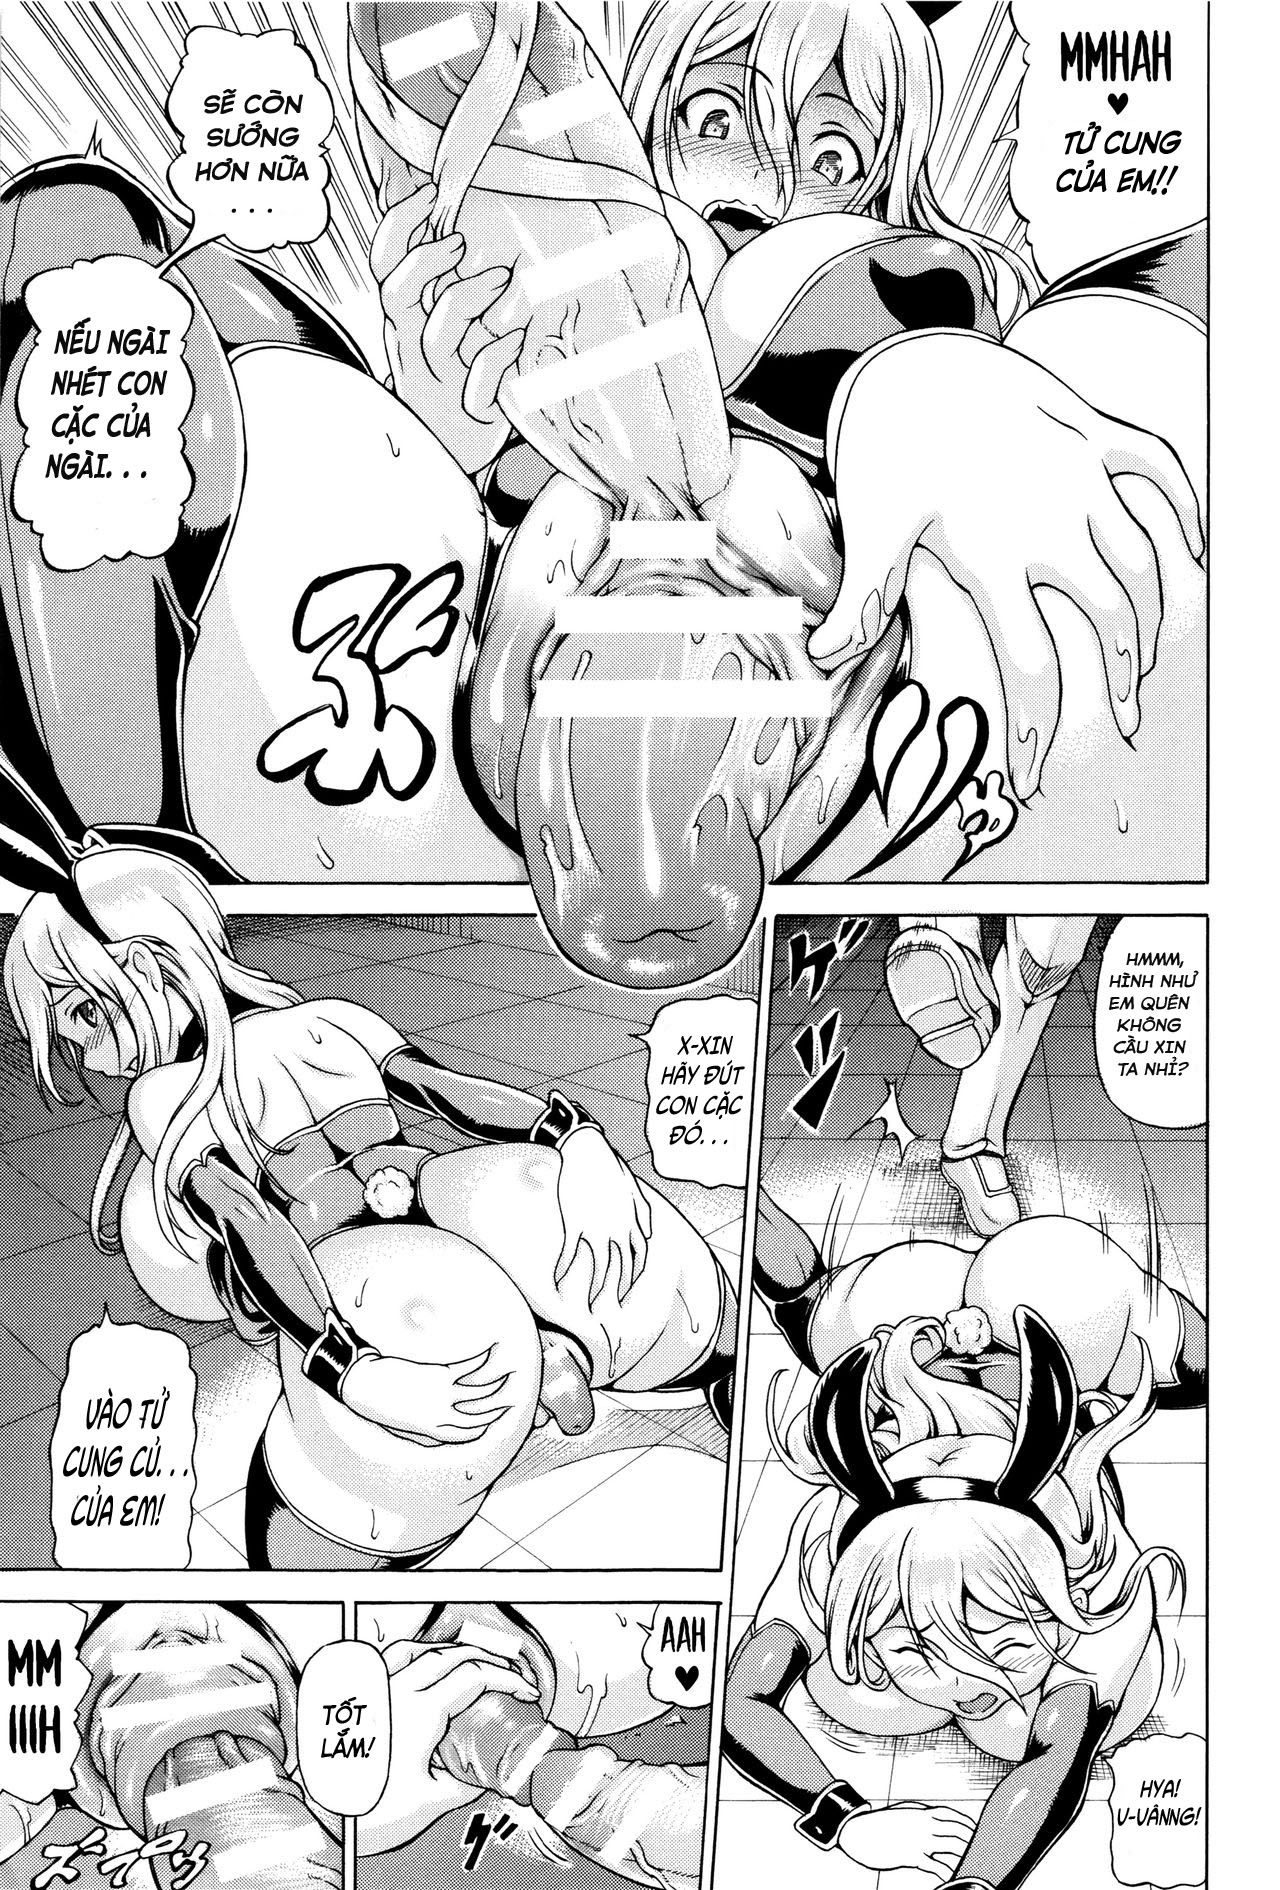 MMHAH
♥
TỬ CUNG
CỦA EM!!
SẼ CÒN
SƯỚNG
HƠN NỮA
...
NẾU NGÀI
NHÉT CON
CẶC CỦA
NGÀI...
HMMM,
HÌNH NHƯ
EM QUÊN
KHÔNG
CẦU XIN
TA NHỈ?
HYA!
U-VÂNNG!
X-XIN
HÃY ĐÚT
CON CẶC
ĐÓ...
VÀO TỬ
CUNG CỦ...
CỦA EM!
AAH
♥
TỐT
LẮM!
MM
IIIH